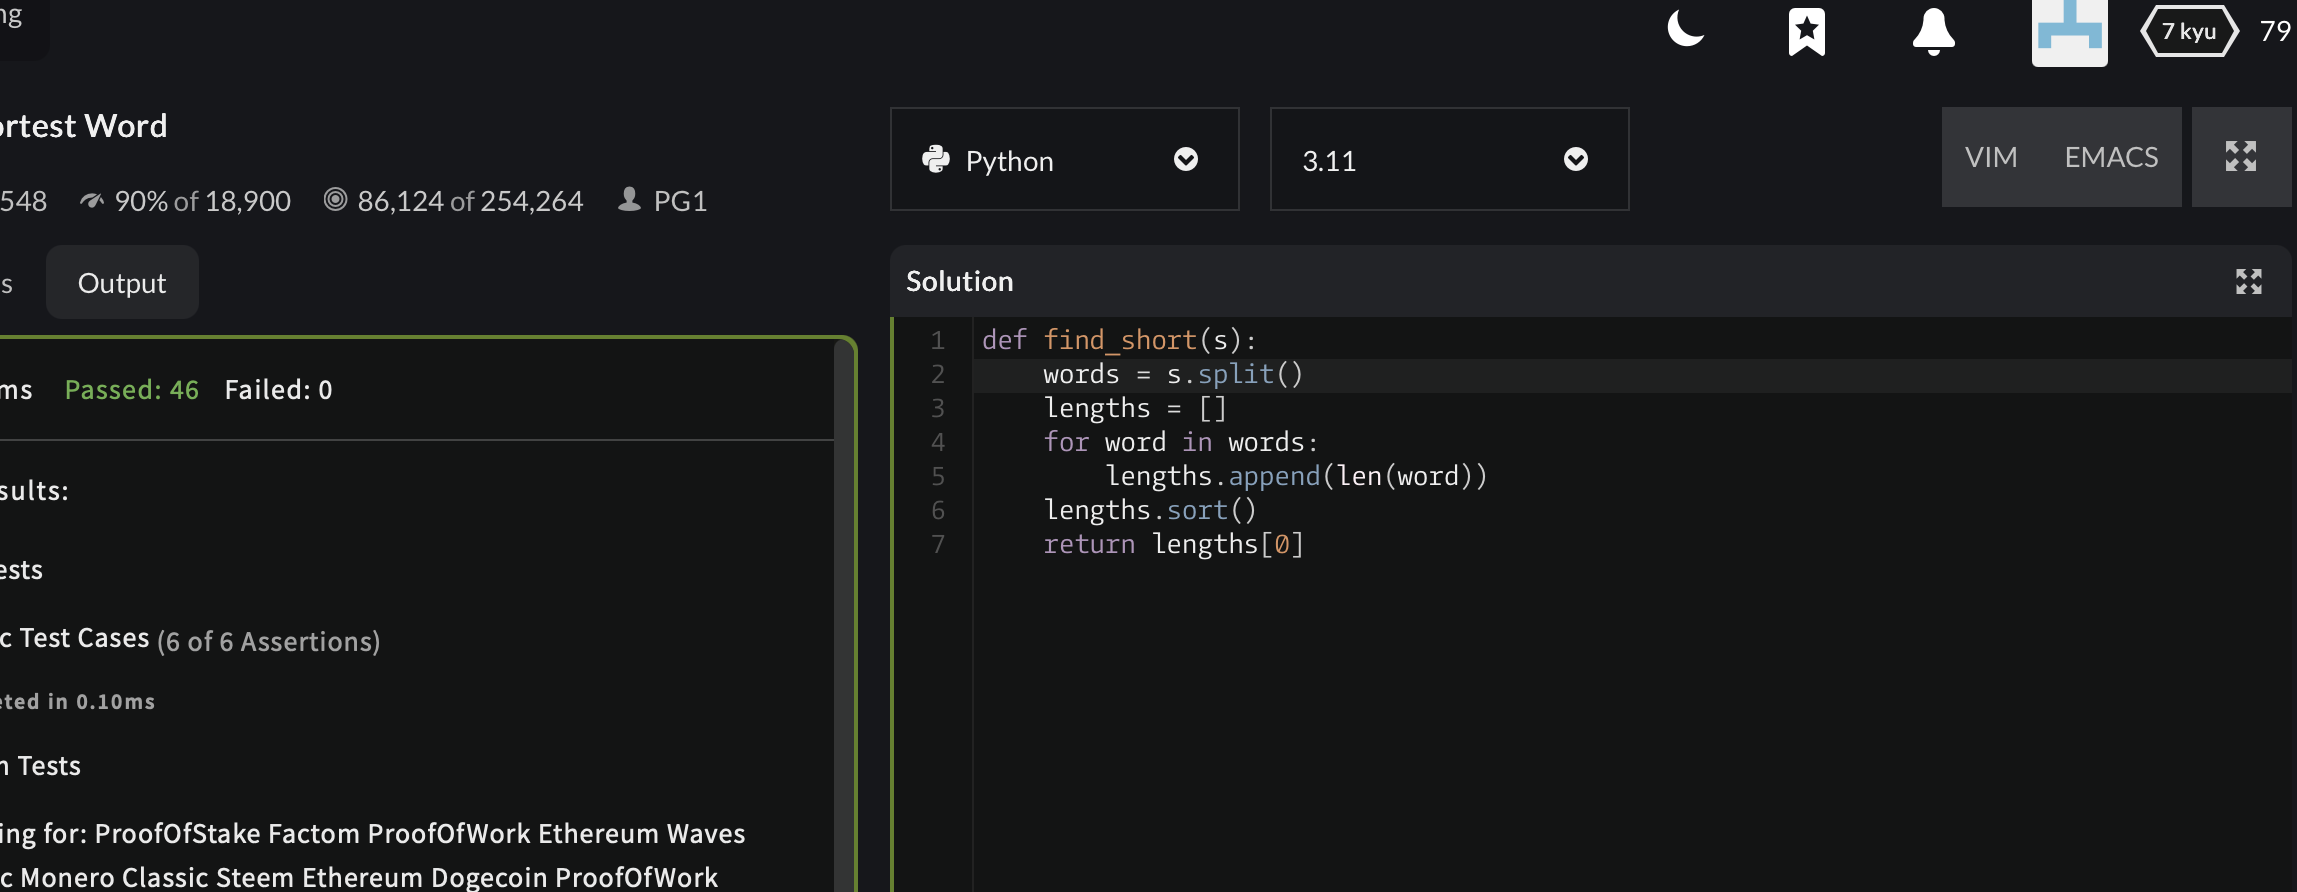 ng
7 kyu
79
ortest Word
548 90% of 18,900 86,124 of 254,264 PG1
Python
3.11
VIM EMACS
s Output
ms Passed: 46 Failed: 0
sults:
ests
c Test Cases (6 of 6 Assertions)
eted in 0.10ms
n Tests
ing for: ProofOfStake Factom ProofOfWork Ethereum Waves
c Monero Classic Steem Ethereum Dogecoin ProofOfWork
Solution
1 def find_short(s):
2     words = s.split()
3     lengths = []
4     for word in words:
5         lengths.append(len(word))
6     lengths.sort()
7     return lengths[0]